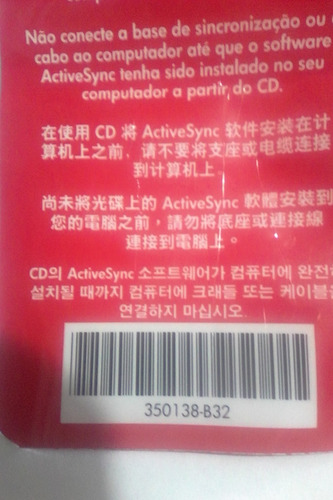 Não conecte a base de sincronização ou
cabo ao computador até que o software
ActiveSync tenha sido instalado no seu
computador a partir do CD.
在使用 CD 将 ActiveSync 软件安装在计
算机上之前, 请不要将支座或电缆连接
到计算机上
尚未將光碟上的 ActiveSync 軟體安裝到
您的電腦之前，請勿將底座或連接線
連接到電腦上。
CD의 ActiveSync 소프트웨어가 컴퓨터에 완전히
설치될 때까지 컴퓨터에 크래들 또는 케이블을
연결하지 마십시오.
350138-B32